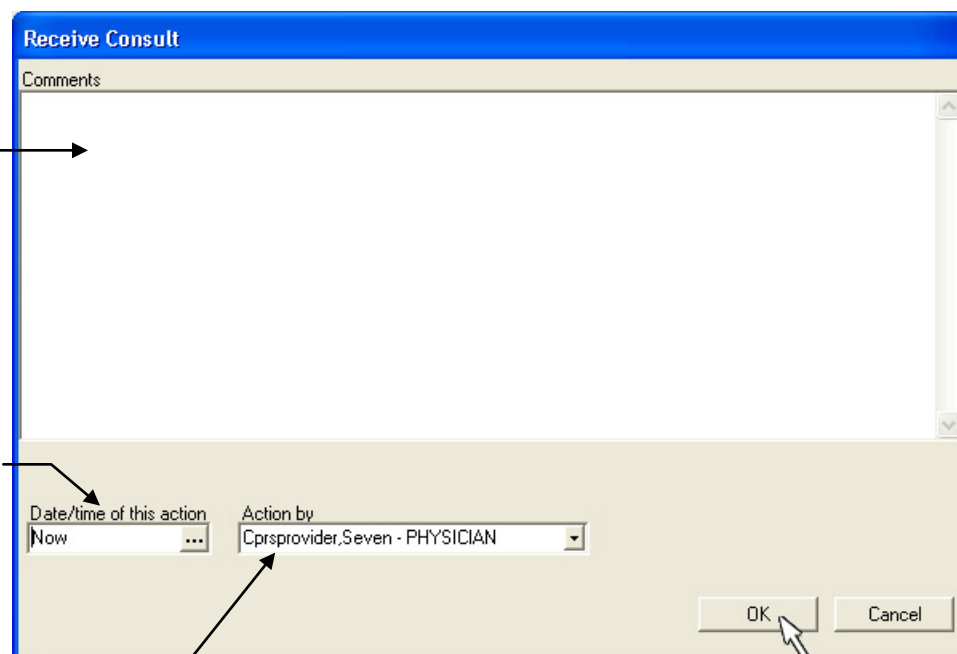 Receive Consult
Comments
Date/time of this action
Action by
Now
...
Cprsprovider,Seven - PHYSICIAN
OK
Cancel